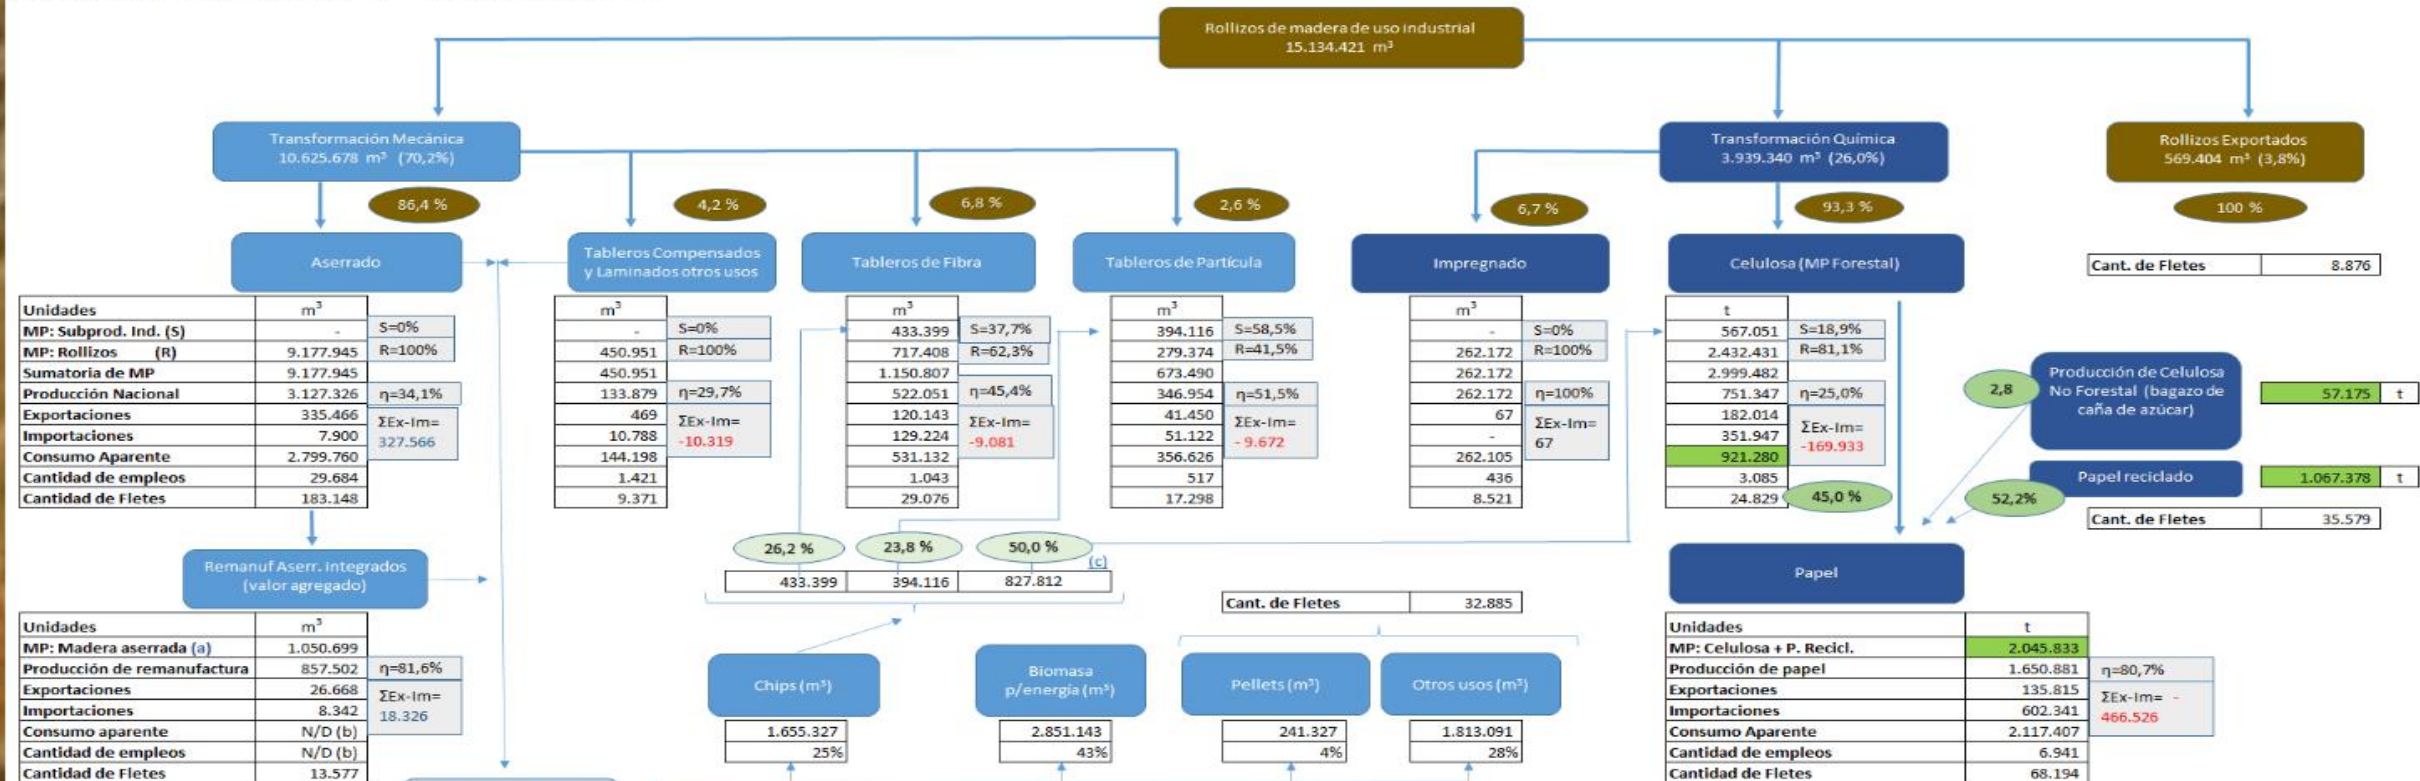 Rollizos de madera de uso industrial
15.134.421 m³
Transformación Mecánica
10.625.678 m³ (70,2%)
Transformación Química
3.939.340 m³ (26,0%)
Rollizos Exportados
569.404 m³ (3,8%)
86,4 %
4,2 %
6,8 %
2,6 %
6,7 %
93,3 %
100 %
Aserrado
Tableros Compensados
y Laminados otros usos
Tableros de Fibra
Tableros de Partícula
Impregnado
Celulosa (MP Forestal)
Cant. de Fletes 8.876
Unidades m³
MP: Subprod. Ind. (S) - S=0%
MP: Rollizos (R) 9.177.945 R=100%
Sumatoria de MP 9.177.945
Producción Nacional 3.127.326 η=34,1%
Exportaciones 335.466 ΣEx-Im=
Importaciones 7.900 327.566
Consumo Aparente 2.799.760
Cantidad de empleos 29.684
Cantidad de Fletes 183.148
m³
- S=0%
450.951 R=100%
450.951
133.879 η=29,7%
469 ΣEx-Im=
10.788 -10.319
144.198
1.421
9.371
m³
433.399 S=37,7%
717.408 R=62,3%
1.150.807
522.051 η=45,4%
120.143 ΣEx-Im=
129.224 -9.081
531.132
1.043
29.076
m³
394.116 S=58,5%
279.374 R=41,5%
673.490
346.954 η=51,5%
41.450 ΣEx-Im=
51.122 - 9.672
356.626
517
17.298
m³
- S=0%
262.172 R=100%
262.172
262.172 η=100%
67 ΣEx-Im=
- 67
262.105
436
8.521
t
567.051 S=18,9%
2.432.431 R=81,1%
2.999.482
751.347 η=25,0%
182.014 ΣEx-Im=
351.947 -169.933
921.280
3.085
24.829 45,0 %
2,8
Producción de Celulosa
No Forestal (bagazo de
caña de azúcar)
57.175 t
Papel reciclado
1.067.378 t
52,2%
Cant. de Fletes 35.579
26,2 %
23,8 %
50,0 %
(c)
433.399 394.116 827.812
Remanuf Aserr. integrados
(valor agregado)
Papel
Cant. de Fletes 32.885
Unidades m³
MP: Madera aserrada (a) 1.050.699
Producción de remanufactura 857.502 η=81,6%
Exportaciones 26.668 ΣEx-Im=
Importaciones 8.342 18.326
Consumo aparente N/D (b)
Cantidad de empleos N/D (b)
Cantidad de Fletes 13.577
Chips (m³)
1.655.327
25%
Biomasa
p/energía (m³)
2.851.143
43%
Pellets (m³)
241.327
4%
Otros usos (m³)
1.813.091
28%
Unidades t
MP: Celulosa + P. Recicl. 2.045.833
Producción de papel 1.650.881 η=80,7%
Exportaciones 135.815 ΣEx-Im= -
Importaciones 602.341 466.526
Consumo Aparente 2.117.407
Cantidad de empleos 6.941
Cantidad de Fletes 68.194